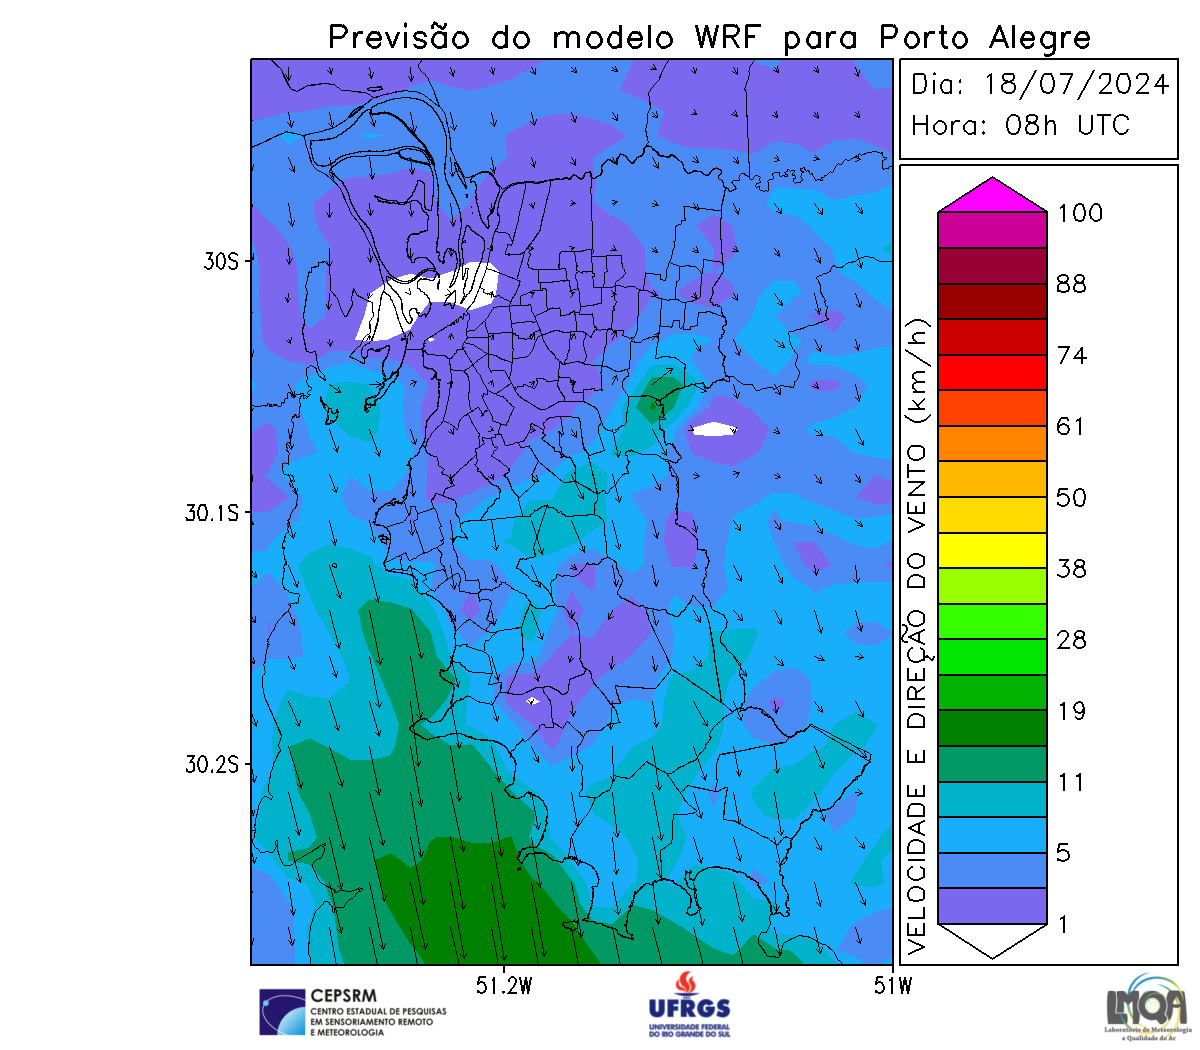 Previsão do modelo WRF para Porto Alegre
Dia: 18/07/2024
Hora: 08h UTC
30S
30.1S
30.2S
51.2W
51W
VELOCIDADE E DIREÇÃO DO VENTO (km/h)
100
88
74
61
50
38
28
19
11
5
1
CEPSRM
CENTRO ESTADUAL DE PESQUISAS
EM SENSORIAMENTO REMOTO
E METEOROLOGIA
UFRGS
UNIVERSIDADE FEDERAL
DO RIO GRANDE DO SUL
LMQA
Laboratório de Meteorologia
e Qualidade do Ar